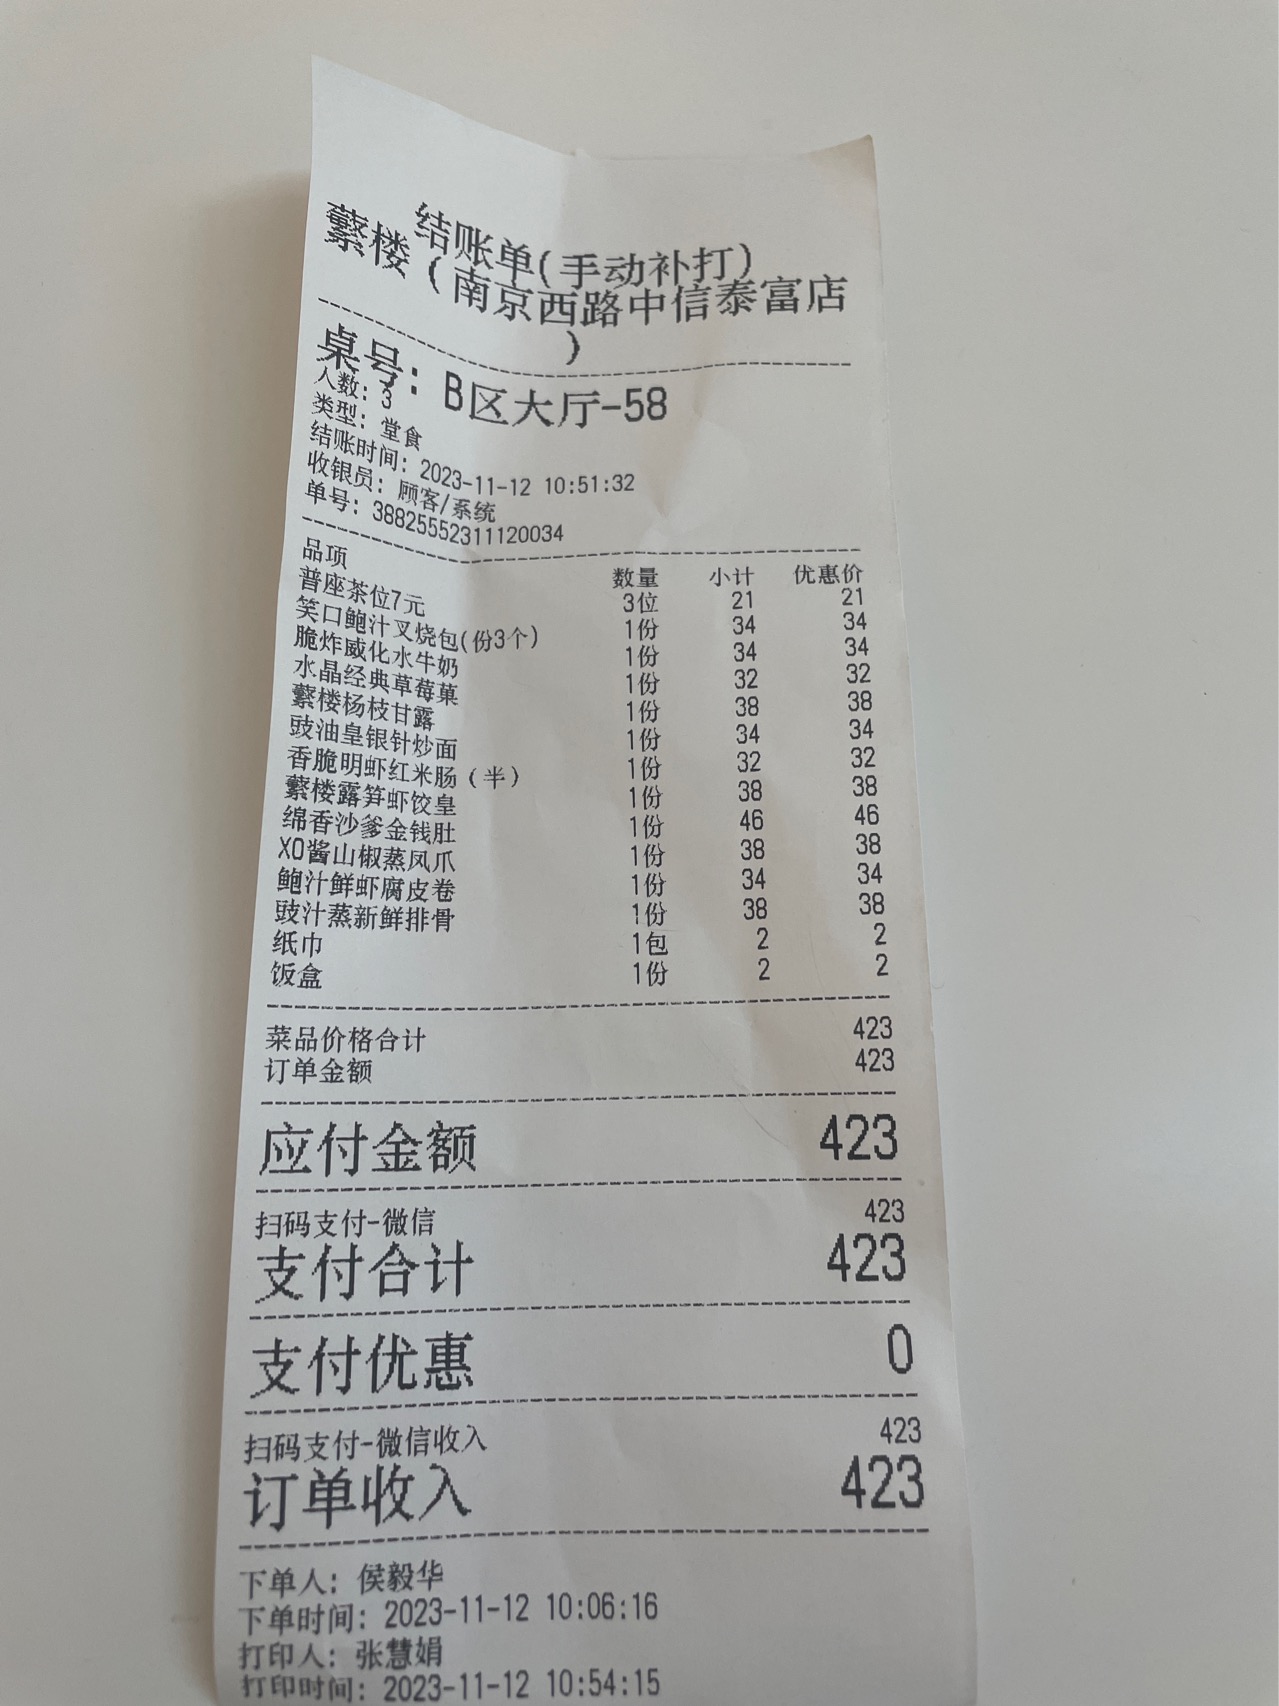 结账单(手动补打)
蘩楼（南京西路中信泰富店
）
桌号： B区大厅-58
人数: 3
类型: 堂食
结账时间: 2023-11-12 10:51:32
收银员: 顾客/系统
单号: 38825552311120034
品项 数量 小计 优惠价
普座茶位7元 3位 21 21
笑口鲍汁叉烧包(份3个) 1份 34 34
脆炸威化水牛奶 1份 34 34
水晶经典草莓菓 1份 32 32
蘩楼杨枝甘露 1份 38 38
豉油皇银针炒面 1份 34 34
香脆明虾红米肠（半） 1份 32 32
蘩楼露笋虾饺皇 1份 38 38
绵香沙爹金钱肚 1份 46 46
XO酱山椒蒸凤爪 1份 38 38
鲍汁鲜虾腐皮卷 1份 34 34
豉汁蒸新鲜排骨 1份 38 38
纸巾 1包 2 2
饭盒 1份 2 2
菜品价格合计 423
订单金额 423
应付金额 423
扫码支付-微信 423
支付合计 423
支付优惠 0
扫码支付-微信收入 423
订单收入 423
下单人: 侯毅华
下单时间: 2023-11-12 10:06:16
打印人: 张慧娟
打印时间: 2023-11-12 10:54:15